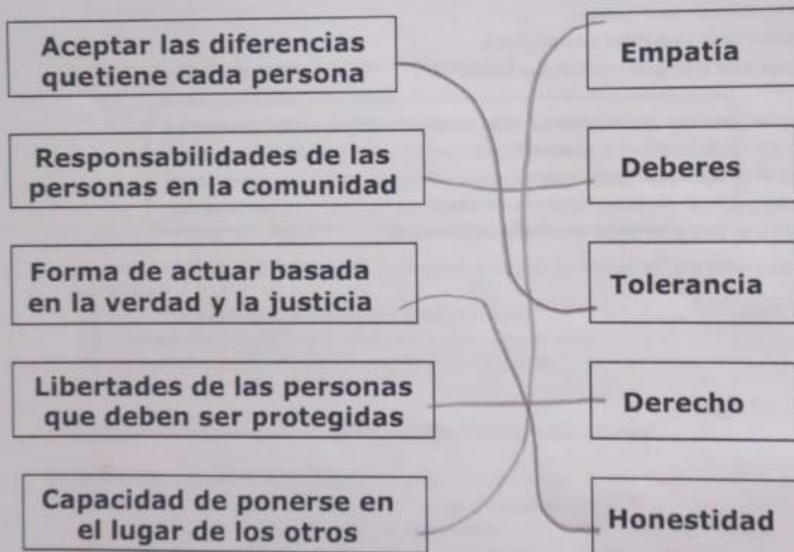 Aceptar las diferencias
quetiene cada persona
Empatía
Responsabilidades de las
personas en la comunidad
Deberes
Forma de actuar basada
en la verdad y la justicia
Tolerancia
Libertades de las personas
que deben ser protegidas
Derecho
Capacidad de ponerse en
el lugar de los otros
Honestidad